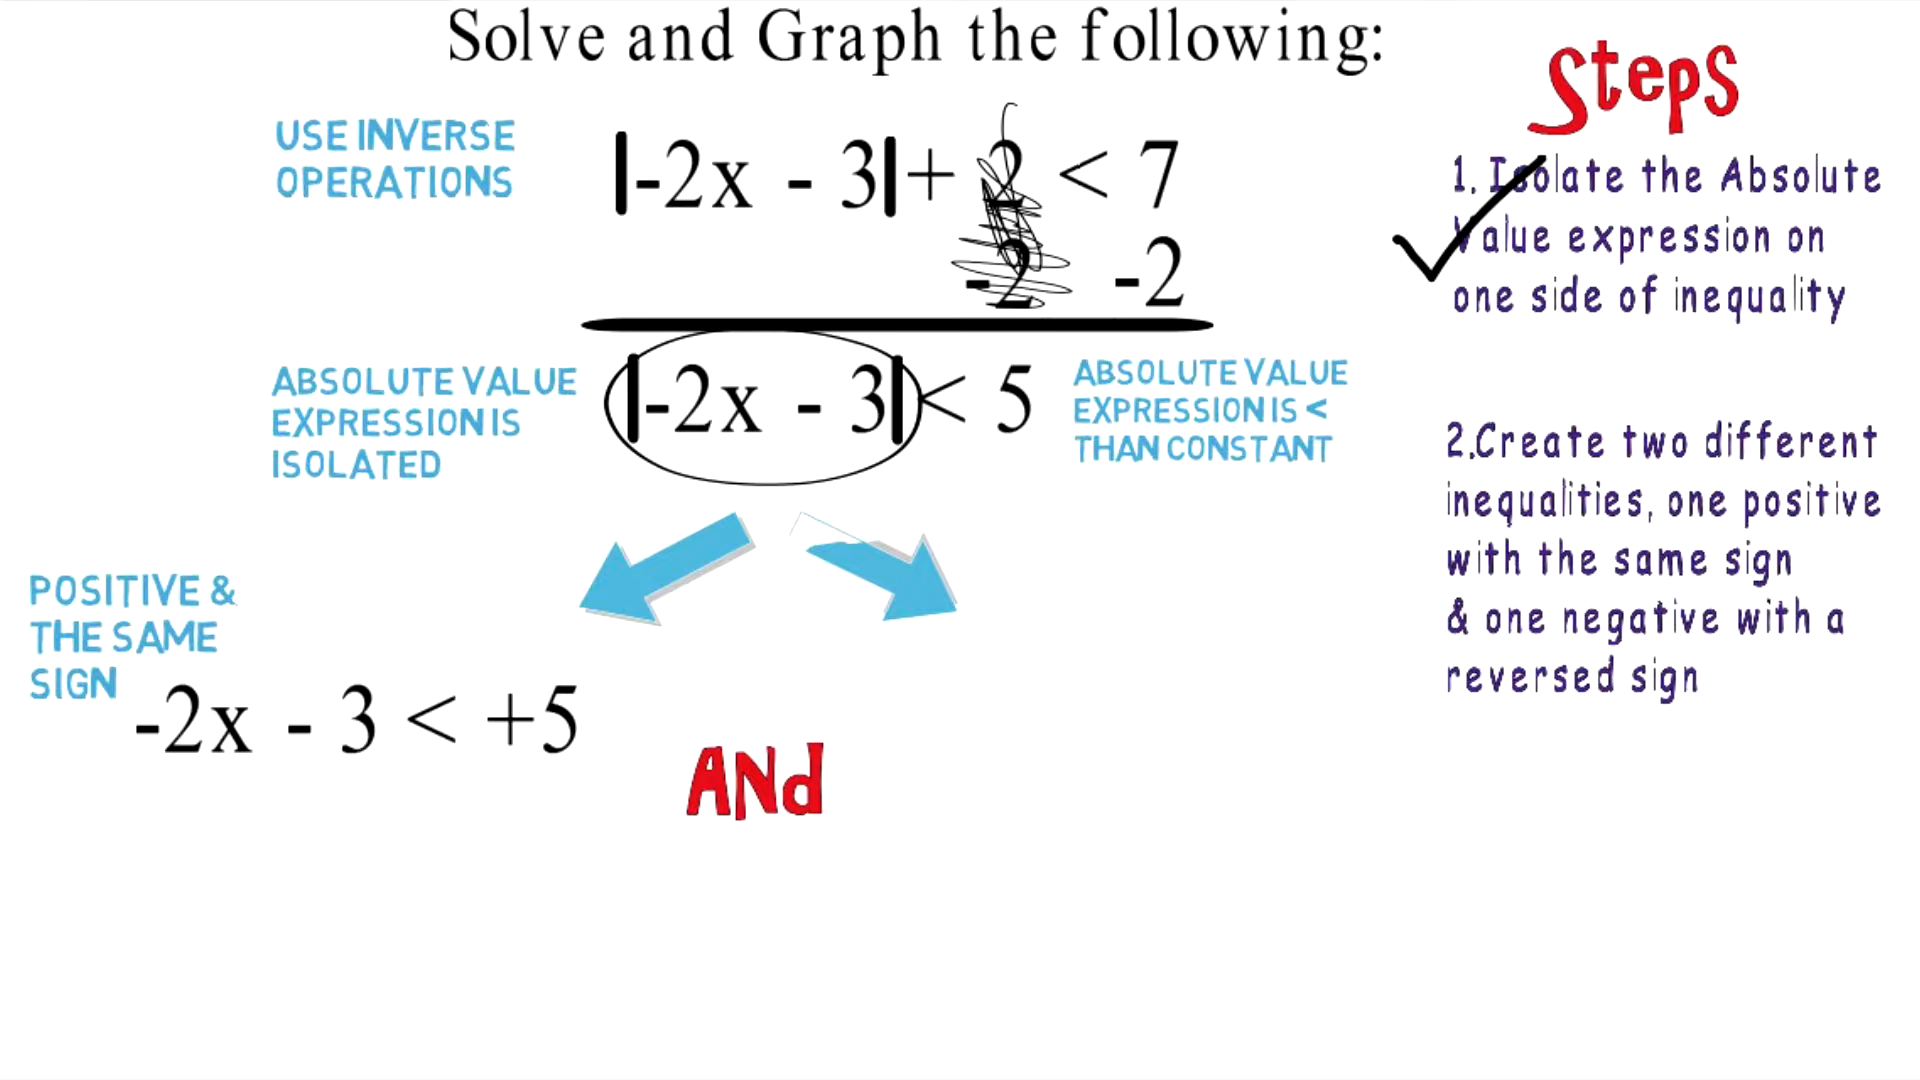 Solve and Graph the following:
USE INVERSE
OPERATIONS
|-2x - 3|+ 2 < 7
-2 -2
ABSOLUTE VALUE
EXPRESSION IS
ISOLATED
|-2x - 3|< 5
ABSOLUTE VALUE
EXPRESSION IS <
THAN CONSTANT
POSITIVE &
THE SAME
SIGN
-2x - 3 < +5
ANd
Steps
1. Isolate the Absolute
Value expression on
one side of inequality
2.Create two different
inequalities, one positive
with the same sign
& one negative with a
reversed sign